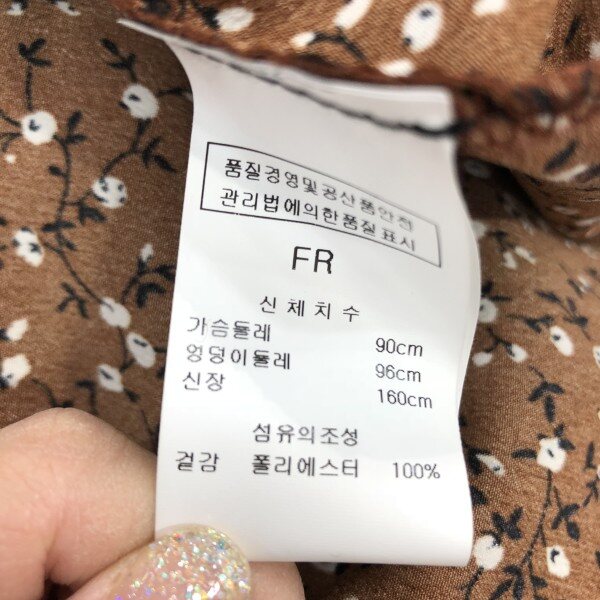 품질경영및공산품안전
관리법에의한품질표시
FR
신체치수
가슴둘레 90cm
엉덩이둘레 96cm
신장 160cm
섬유의조성
겉감 폴리에스터 100%